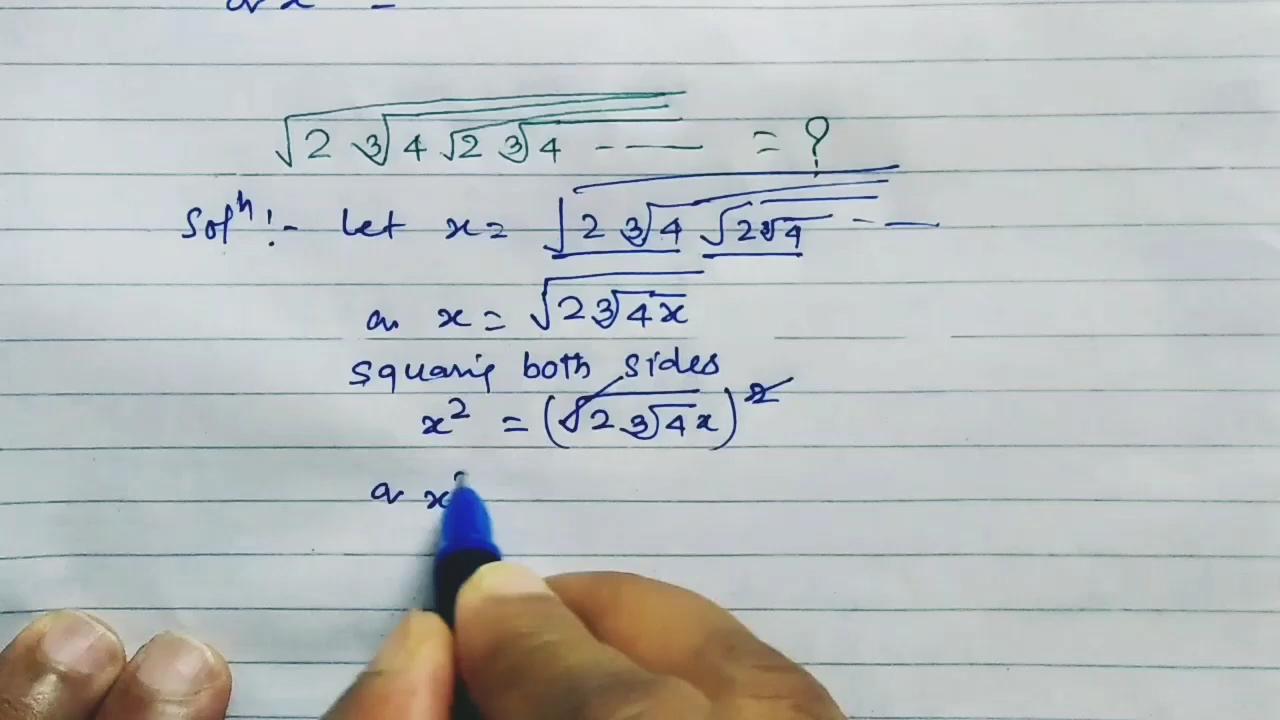 √2 ∛4 √2 ∛4 ------ = ?
Solⁿ:- Let x = √2 ∛4 √2∛4 -----
x = √2∛4x
squaring both sides
x² = (√2 ∛4x)²
or x²